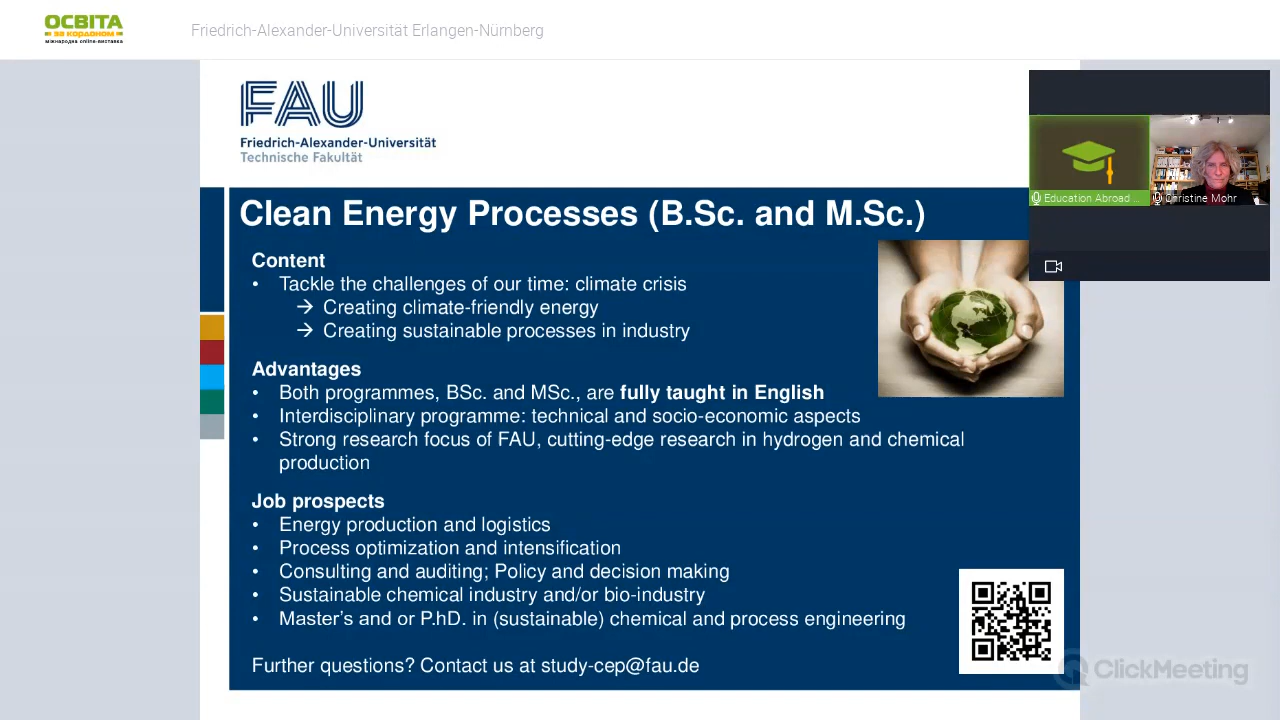 ОСВІТА
ЗА КОРДОНОМ
міжнародна online-виставка
Friedrich-Alexander-Universität Erlangen-Nürnberg
FAU
Friedrich-Alexander-Universität
Technische Fakultät
Education Abroad ...
Christine Mohr
Clean Energy Processes (B.Sc. and M.Sc.)
Content
• Tackle the challenges of our time: climate crisis
→ Creating climate-friendly energy
→ Creating sustainable processes in industry
Advantages
• Both programmes, BSc. and MSc., are fully taught in English
• Interdisciplinary programme: technical and socio-economic aspects
• Strong research focus of FAU, cutting-edge research in hydrogen and chemical
production
Job prospects
• Energy production and logistics
• Process optimization and intensification
• Consulting and auditing; Policy and decision making
• Sustainable chemical industry and/or bio-industry
• Master's and or P.hD. in (sustainable) chemical and process engineering
Further questions? Contact us at study-cep@fau.de
ClickMeeting